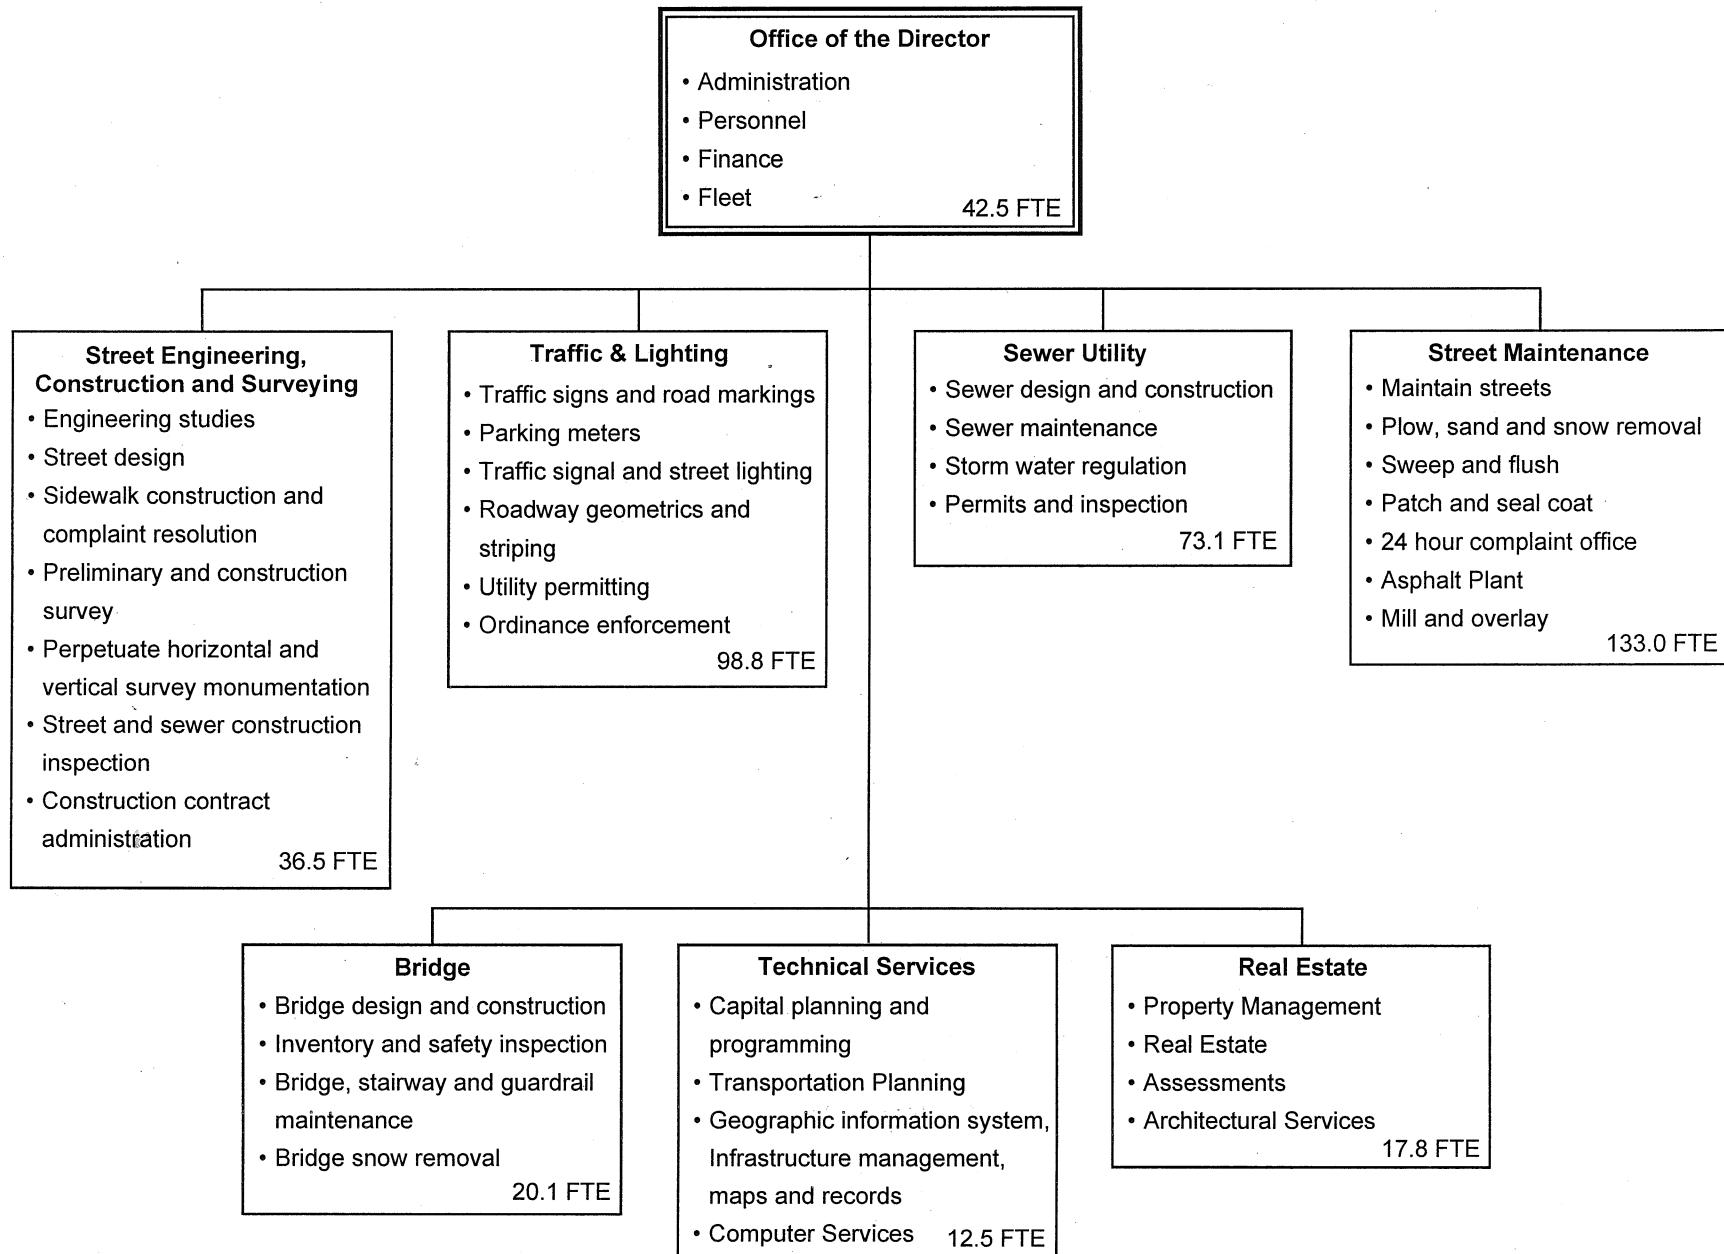 Office of the Director
• Administration
• Personnel
• Finance
• Fleet
42.5 FTE
Street Engineering,
Construction and Surveying
• Engineering studies
• Street design
• Sidewalk construction and
complaint resolution
• Preliminary and construction
survey
• Perpetuate horizontal and
vertical survey monumentation
• Street and sewer construction
inspection
• Construction contract
administration
36.5 FTE
Traffic & Lighting
• Traffic signs and road markings
• Parking meters
• Traffic signal and street lighting
• Roadway geometrics and
striping
• Utility permitting
• Ordinance enforcement
98.8 FTE
Sewer Utility
• Sewer design and construction
• Sewer maintenance
• Storm water regulation
• Permits and inspection
73.1 FTE
Street Maintenance
• Maintain streets
• Plow, sand and snow removal
• Sweep and flush
• Patch and seal coat
• 24 hour complaint office
• Asphalt Plant
• Mill and overlay
133.0 FTE
Bridge
• Bridge design and construction
• Inventory and safety inspection
• Bridge, stairway and guardrail
maintenance
• Bridge snow removal
20.1 FTE
Technical Services
• Capital planning and
programming
• Transportation Planning
• Geographic information system,
Infrastructure management,
maps and records
• Computer Services
12.5 FTE
Real Estate
• Property Management
• Real Estate
• Assessments
• Architectural Services
17.8 FTE